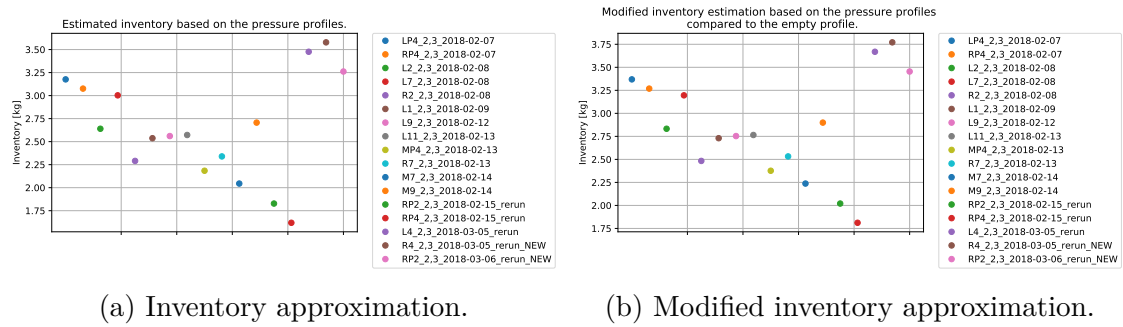 Estimated inventory based on the pressure profiles.
Inventory [kg]
3.50
3.25
3.00
2.75
2.50
2.25
2.00
1.75
LP4_2,3_2018-02-07
RP4_2,3_2018-02-07
L2_2,3_2018-02-08
L7_2,3_2018-02-08
R2_2,3_2018-02-08
L1_2,3_2018-02-09
L9_2,3_2018-02-12
L11_2,3_2018-02-13
MP4_2,3_2018-02-13
R7_2,3_2018-02-13
M7_2,3_2018-02-14
M9_2,3_2018-02-14
RP2_2,3_2018-02-15_rerun
RP4_2,3_2018-02-15_rerun
L4_2,3_2018-03-05_rerun
R4_2,3_2018-03-05_rerun_NEW
RP2_2,3_2018-03-06_rerun_NEW
(a) Inventory approximation.
Modified inventory estimation based on the pressure profiles
compared to the empty profile.
Inventory [kg]
3.75
3.50
3.25
3.00
2.75
2.50
2.25
2.00
1.75
LP4_2,3_2018-02-07
RP4_2,3_2018-02-07
L2_2,3_2018-02-08
L7_2,3_2018-02-08
R2_2,3_2018-02-08
L1_2,3_2018-02-09
L9_2,3_2018-02-12
L11_2,3_2018-02-13
MP4_2,3_2018-02-13
R7_2,3_2018-02-13
M7_2,3_2018-02-14
M9_2,3_2018-02-14
RP2_2,3_2018-02-15_rerun
RP4_2,3_2018-02-15_rerun
L4_2,3_2018-03-05_rerun
R4_2,3_2018-03-05_rerun_NEW
RP2_2,3_2018-03-06_rerun_NEW
(b) Modified inventory approximation.